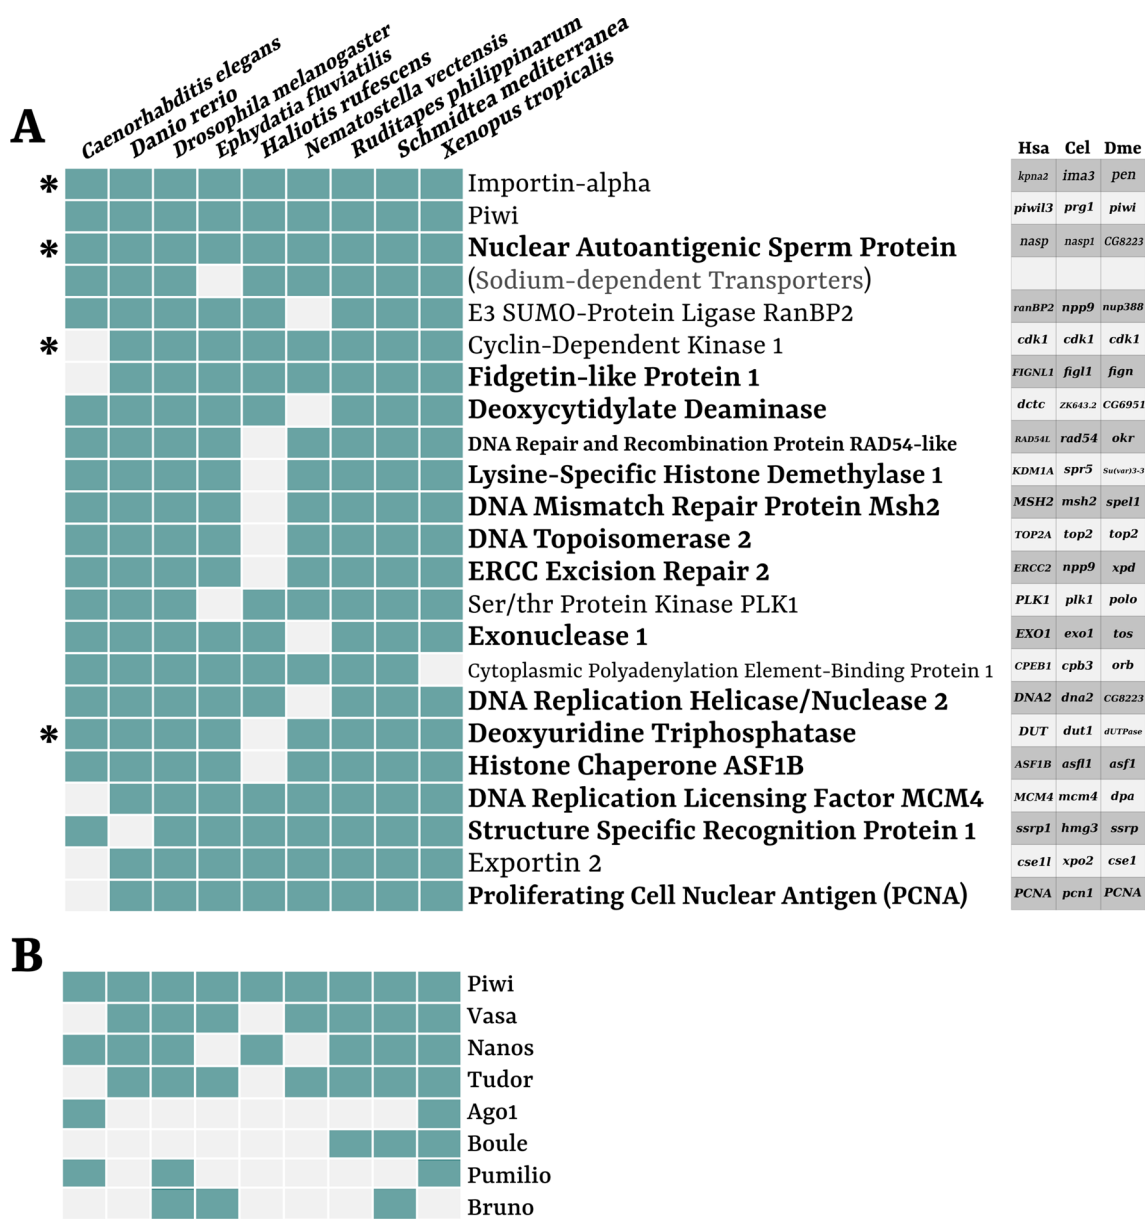 A
Caenorhabditis elegans
Danio rerio
Drosophila melanogaster
Ephydatia fluviatilis
Haliotis rufescens
Nematostella vectensis
Ruditapes philippinarum
Schmidtea mediterranea
Xenopus tropicalis
Hsa Cel Dme
* Importin-alpha kpna2 ima3 pen
Piwi piwil3 prg1 piwi
* Nuclear Autoantigenic Sperm Protein nasp nasp1 CG8223
(Sodium-dependent Transporters)
E3 SUMO-Protein Ligase RanBP2 ranBP2 npp9 nup388
* Cyclin-Dependent Kinase 1 cdk1 cdk1 cdk1
Fidgetin-like Protein 1 FIGNL1 figl1 fign
Deoxycytidylate Deaminase dctc ZK643.2 CG6951
DNA Repair and Recombination Protein RAD54-like RAD54L rad54 okr
Lysine-Specific Histone Demethylase 1 KDM1A spr5 Su(var)3-3
DNA Mismatch Repair Protein Msh2 MSH2 msh2 spel1
DNA Topoisomerase 2 TOP2A top2 top2
ERCC Excision Repair 2 ERCC2 npp9 xpd
Ser/thr Protein Kinase PLK1 PLK1 plk1 polo
Exonuclease 1 EXO1 exo1 tos
Cytoplasmic Polyadenylation Element-Binding Protein 1 CPEB1 cpb3 orb
DNA Replication Helicase/Nuclease 2 DNA2 dna2 CG8223
* Deoxyuridine Triphosphatase DUT dut1 dUTPase
Histone Chaperone ASF1B ASF1B asfl1 asf1
DNA Replication Licensing Factor MCM4 MCM4 mcm4 dpa
Structure Specific Recognition Protein 1 ssrp1 hmg3 ssrp
Exportin 2 cse1l xpo2 cse1
Proliferating Cell Nuclear Antigen (PCNA) PCNA pcn1 PCNA
B
Piwi
Vasa
Nanos
Tudor
Ago1
Boule
Pumilio
Bruno